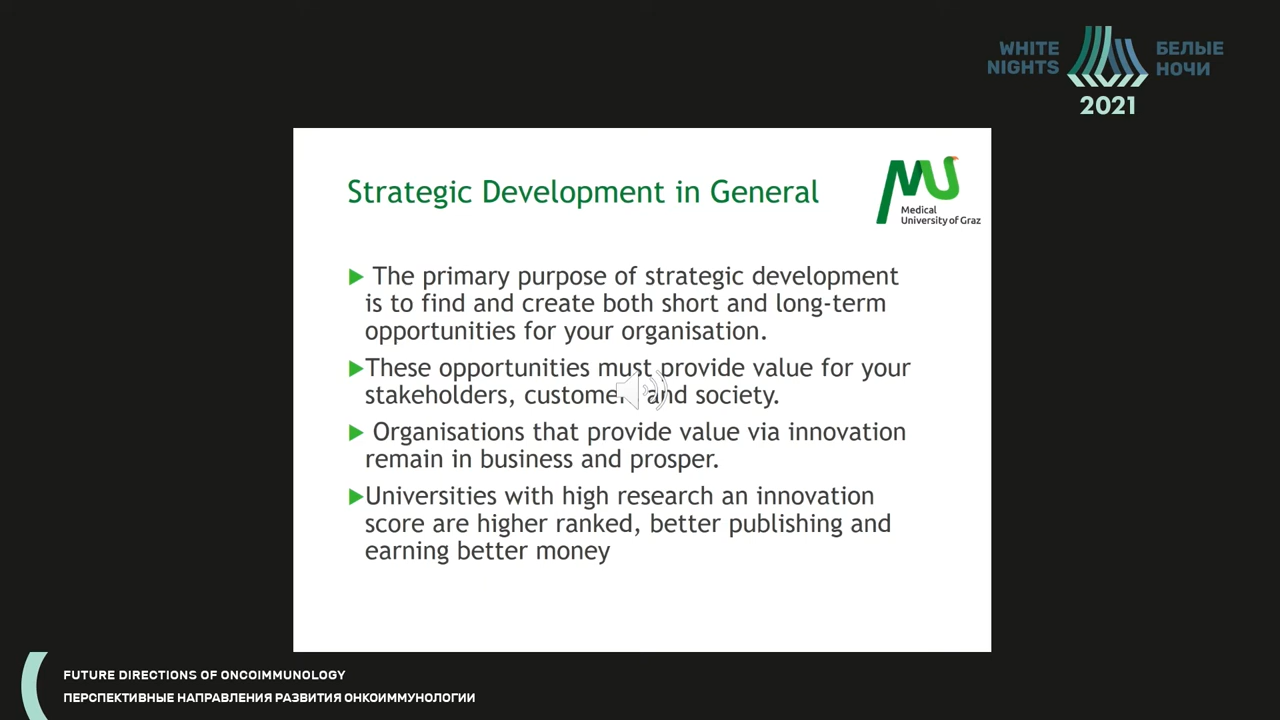 WHITE NIGHTS
БЕЛЫЕ НОЧИ
2021
Strategic Development in General
Medical
University of Graz
The primary purpose of strategic development
is to find and create both short and long-term
opportunities for your organisation.
These opportunities must provide value for your
stakeholders, and society.
Organisations that provide value via innovation
remain in business and prosper.
Universities with high research an innovation
score are higher ranked, better publishing and
earning better money
FUTURE DIRECTIONS OF ONCOIMMUNOLOGY
ПЕРСПЕКТИВНЫЕ НАПРАВЛЕНИЯ РАЗВИТИЯ ОНКОИММУНОЛОГИИ